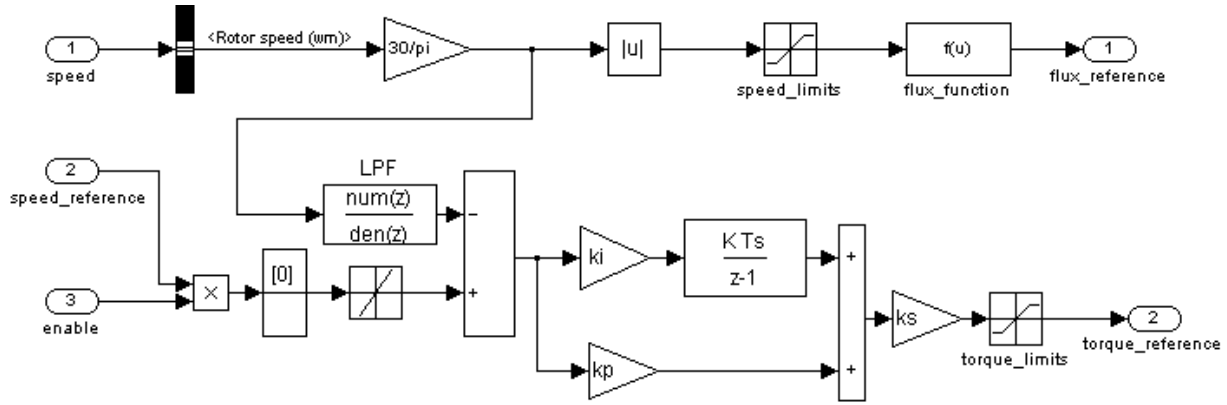 1
speed
<Rotor speed (wm)>
30/pi
|u|
speed_limits
f(u)
flux_function
1
flux_reference
2
speed_reference
LPF
num(z)
den(z)
−
+
3
enable
×
[0]
ki
K Ts
z-1
kp
+
+
ks
torque_limits
2
torque_reference